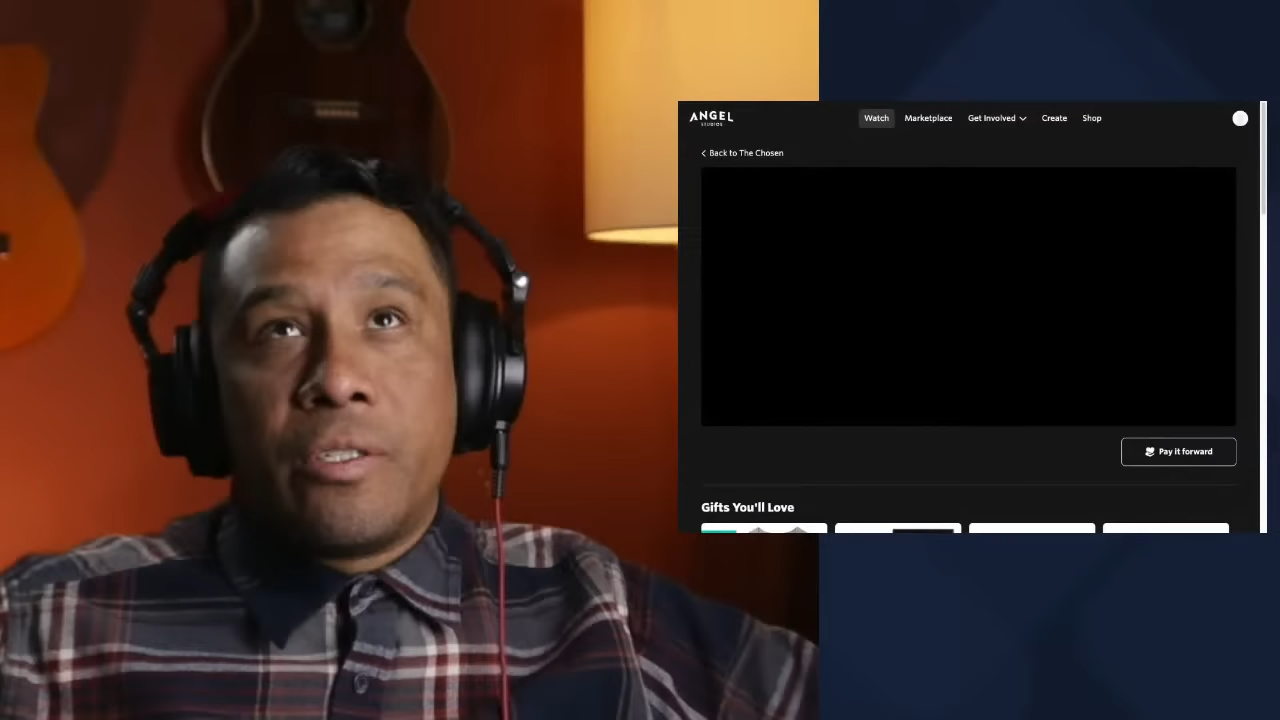 ANGEL
STUDIOS
Watch
Marketplace
Get Involved
Create
Shop
Back to The Chosen
Pay it forward
Gifts You'll Love